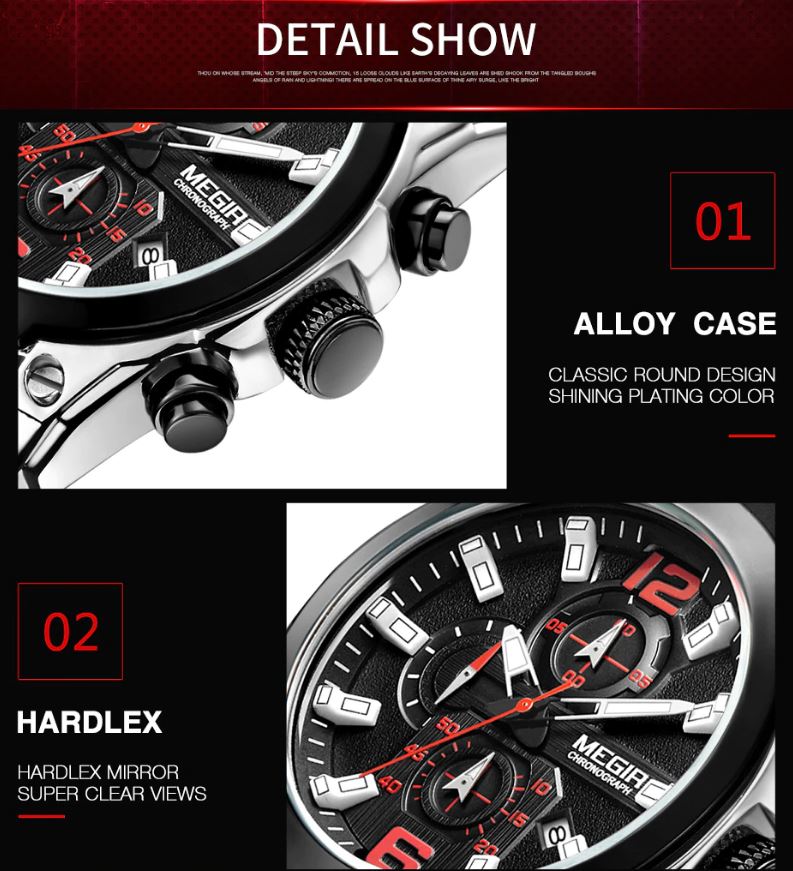 DETAIL SHOW
THOU ON WHOSE STREAM, 'MID THE STEEP SKY'S COMMOTION, 15 LOOSE CLOUDS LIKE EARTH'S DECAYING LEAVES ARE SHED SHOOK FROM THE TANGLED BOUGHS
ANGELS OF RAIN AND LIGHTNING! THERE ARE SPREAD ON THE BLUE SURFACE OF THINE AIRY SURGE, LIKE THE BRIGHT
50
45
10
15
20
MEGIR
CHRONOGRAPH
8
01
ALLOY CASE
CLASSIC ROUND DESIGN
SHINING PLATING COLOR
02
HARDLEX
HARDLEX MIRROR
SUPER CLEAR VIEWS
12
05
10
00
50
45
40
10
15
20
6
MEGIR
CHRONOGRAPH
8